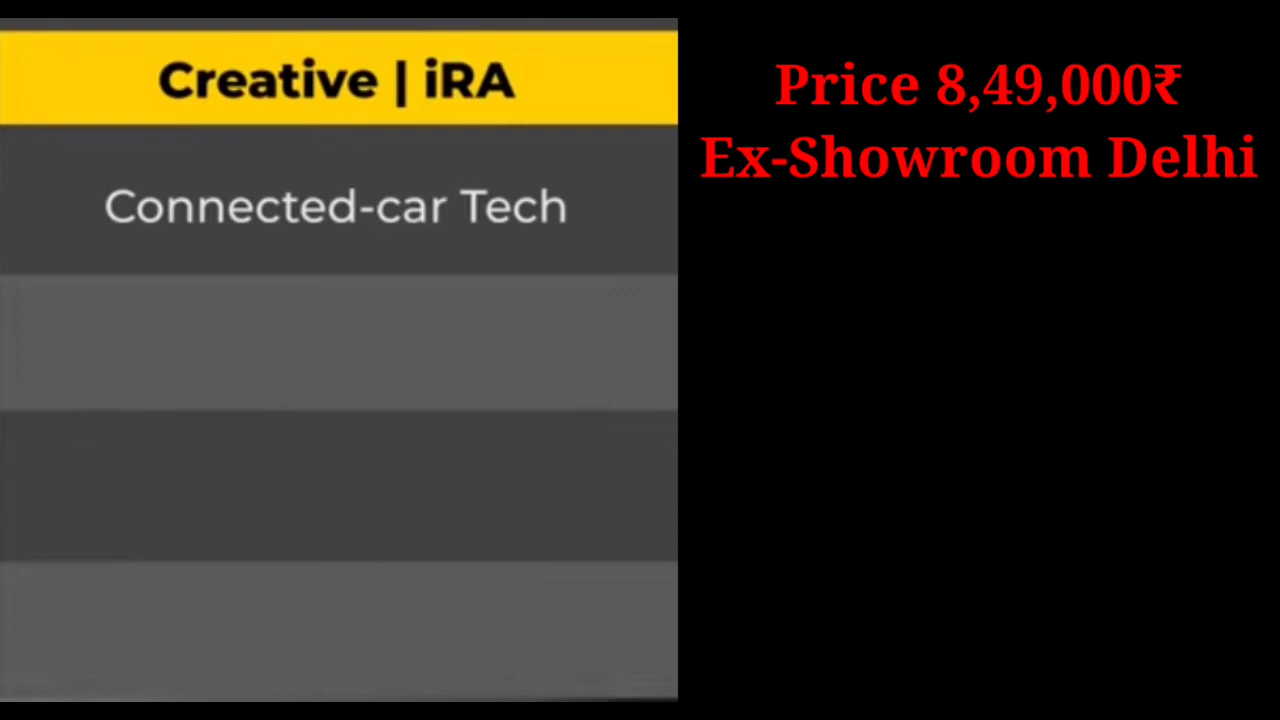 Creative | iRA
Connected-car Tech
Price 8,49,000₹
Ex-Showroom Delhi